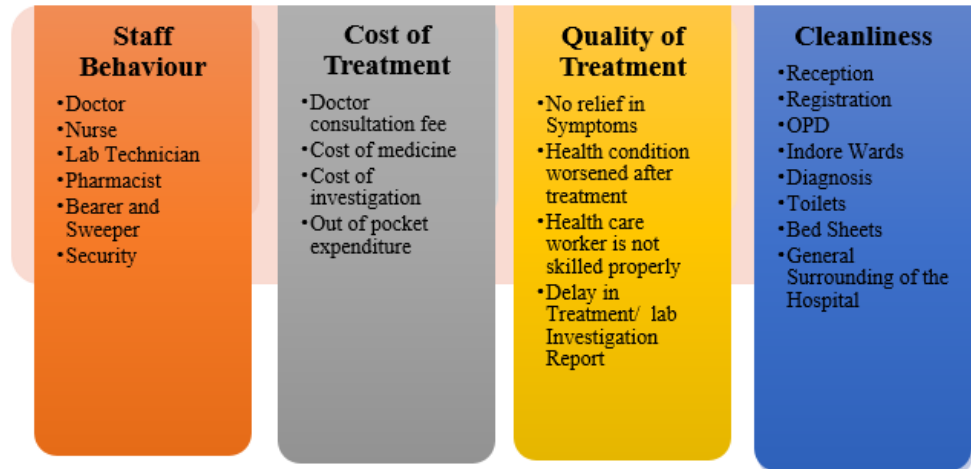 Staff
Behaviour
•Doctor
•Nurse
•Lab Technician
•Pharmacist
•Bearer and
Sweeper
•Security
Cost of
Treatment
•Doctor
consultation fee
•Cost of medicine
•Cost of
investigation
•Out of pocket
expenditure
Quality of
Treatment
•No relief in
Symptoms
•Health condition
worsened after
treatment
•Health care
worker is not
skilled properly
•Delay in
Treatment/ lab
Investigation
Report
Cleanliness
•Reception
•Registration
•OPD
•Indore Wards
•Diagnosis
•Toilets
•Bed Sheets
•General
Surrounding of the
Hospital